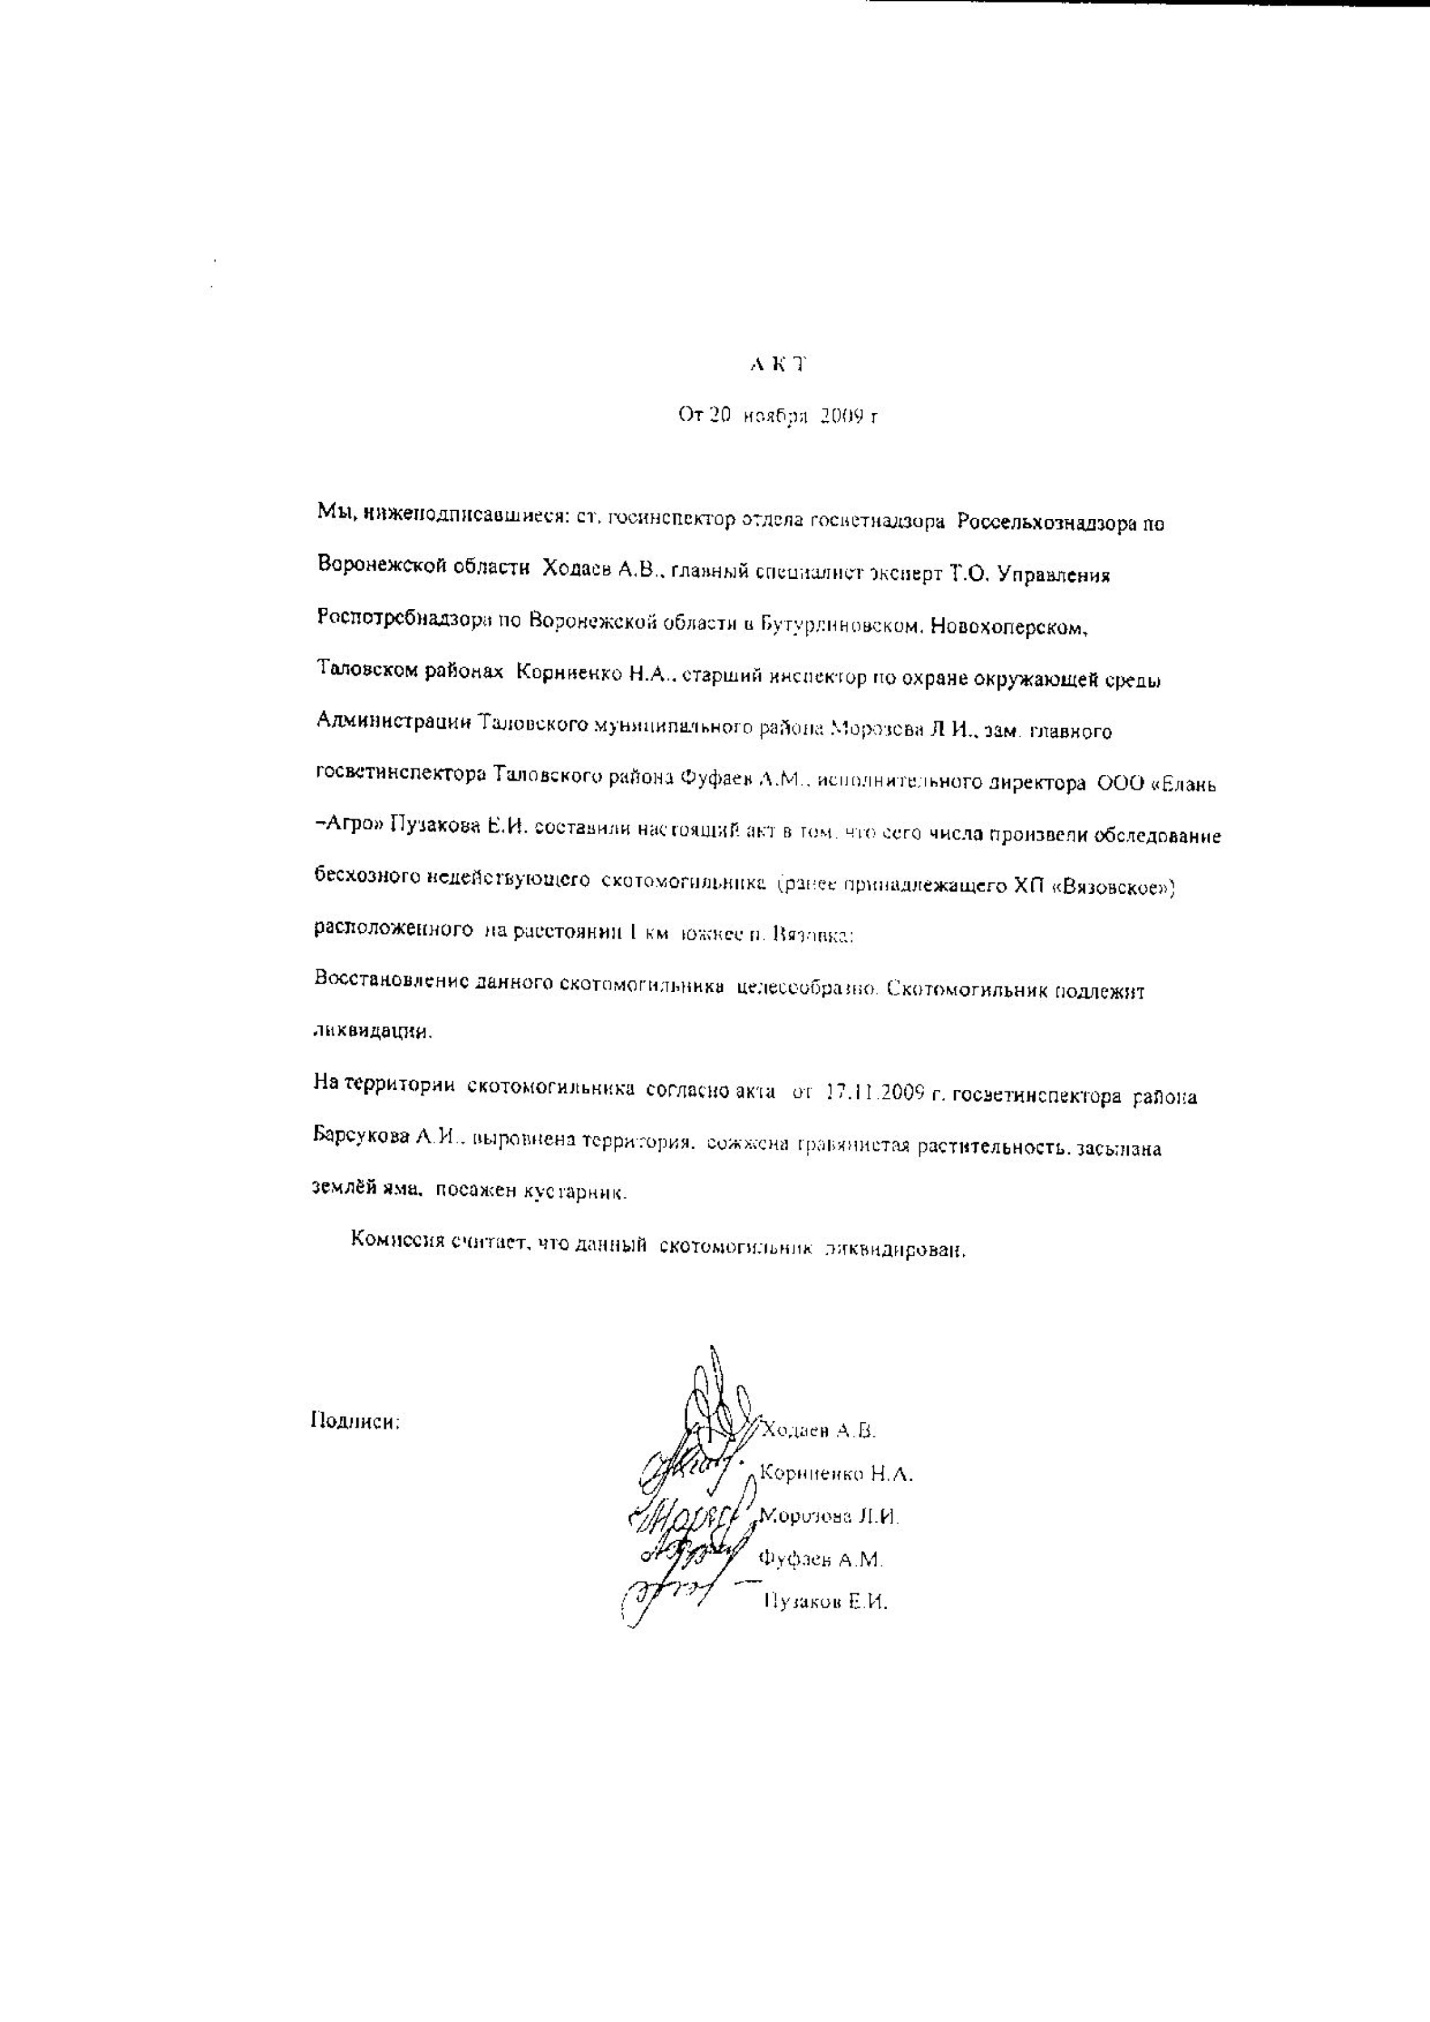 А К Т
От 20 ноября 2009 г
Мы, нижеподписавшиеся: ст. госинспектор отдела госветнадзора Россельхознадзора по
Воронежской области Ходаев А.В., главный специалист эксперт Т.О. Управления
Роспотребнадзора по Воронежской области в Бутурлиновском, Новохоперском,
Таловском районах Корниенко Н.А., старший инспектор по охране окружающей среды
Администрации Таловского муниципального района Морозова Л.И., зам. главного
госветинспектора Таловского района Фуфаев А.М., исполнительного директора ООО «Елань
–Агро» Пузакова Е.И. составили настоящий акт в том, что сего числа произвели обследование
бесхозного недействующего скотомогильника (ранее принадлежащего ХП «Вязовское»)
расположенного на расстоянии 1 км южнее п. Вязовка:
Восстановление данного скотомогильника целесообразно. Скотомогильник подлежит
ликвидации.
На территории скотомогильника согласно акта от 17.11.2009 г. госветинспектора района
Барсукова А.И., выровнена территория, сожжена травянистая растительность, засыпана
землёй яма, посажен кустарник.
Комиссия считает, что данный скотомогильник ликвидирован.
Подписи:
Ходаев А.В.
Корниенко Н.А.
Морозова Л.И.
Фуфаев А.М.
Пузаков Е.И.